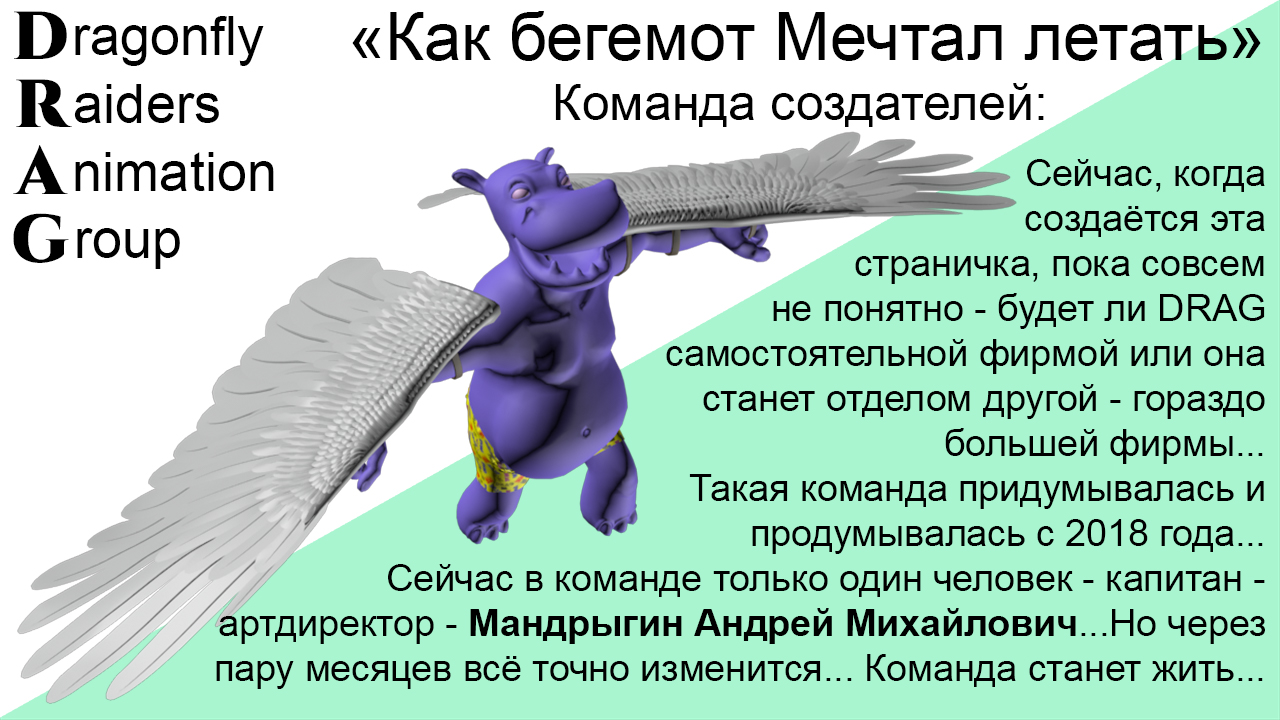 Dragonfly
Raiders
Animation
Group
«Как бегемот Мечтал летать»
Команда создателей:
Сейчас, когда
создаётся эта
страничка, пока совсем
не понятно - будет ли DRAG
самостоятельной фирмой или она
станет отделом другой - гораздо
большей фирмы...
Такая команда придумывалась и
продумывалась с 2018 года...
Сейчас в команде только один человек - капитан -
артдиректор - Мандрыгин Андрей Михайлович...Но через
пару месяцев всё точно изменится... Команда станет жить...